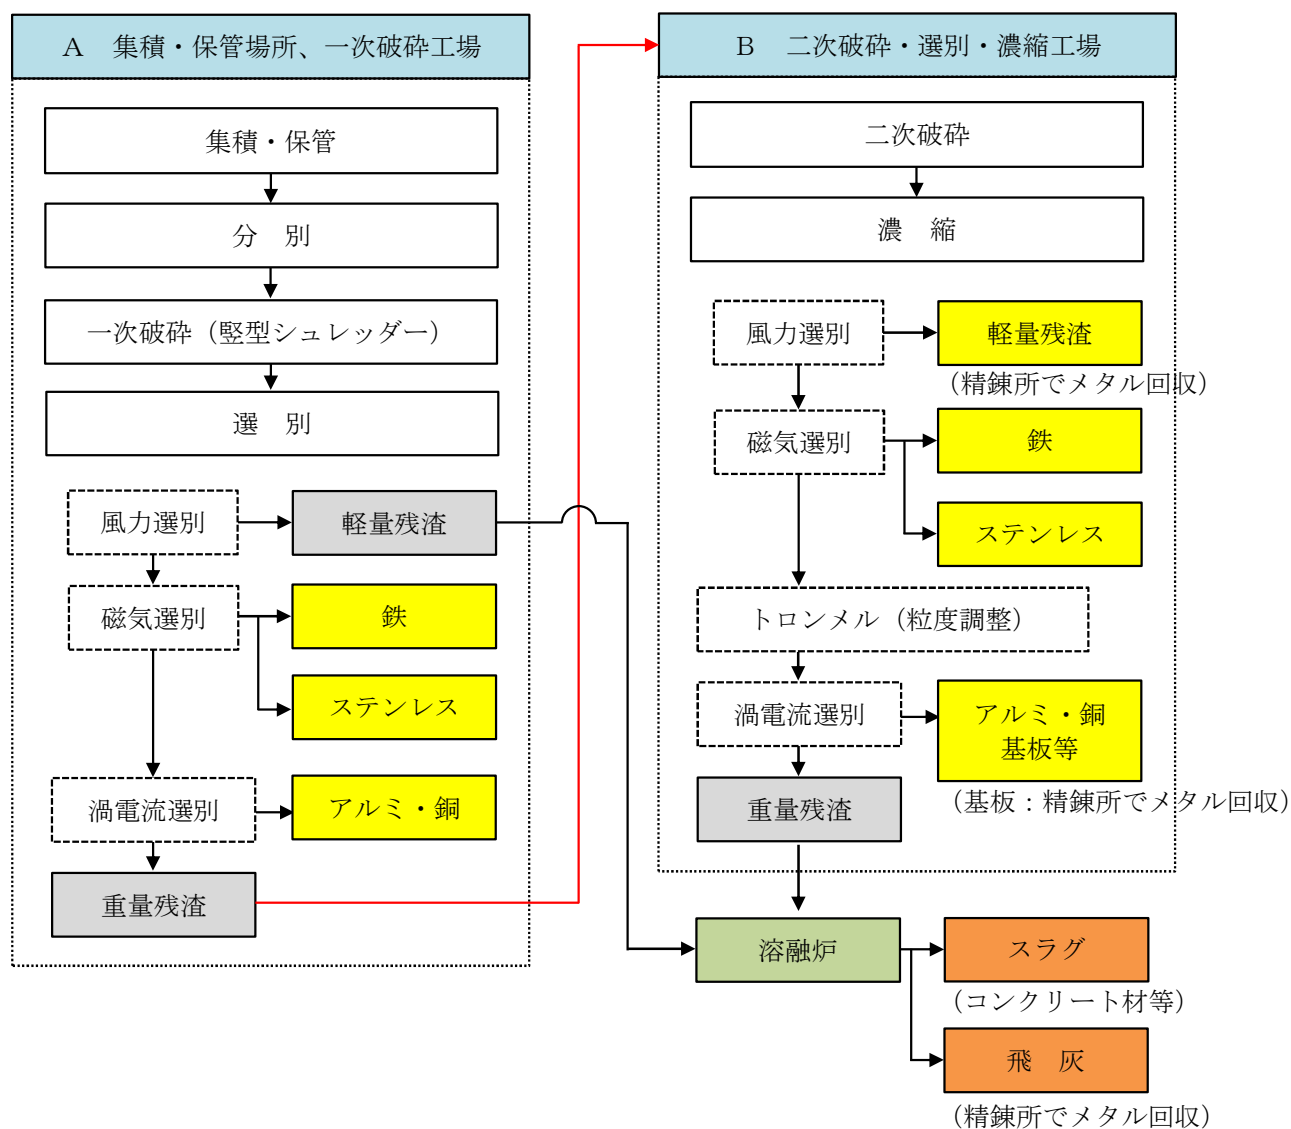 A　集積・保管場所、一次破砕工場
集積・保管
分　別
一次破砕（竪型シュレッダー）
選　別
風力選別
軽量残渣
磁気選別
鉄
ステンレス
渦電流選別
アルミ・銅
重量残渣
B　二次破砕・選別・濃縮工場
二次破砕
濃　縮
風力選別
軽量残渣
（精錬所でメタル回収）
磁気選別
鉄
ステンレス
トロンメル（粒度調整）
渦電流選別
アルミ・銅
基板等
（基板：精錬所でメタル回収）
重量残渣
溶融炉
スラグ
（コンクリート材等）
飛　灰
（精錬所でメタル回収）